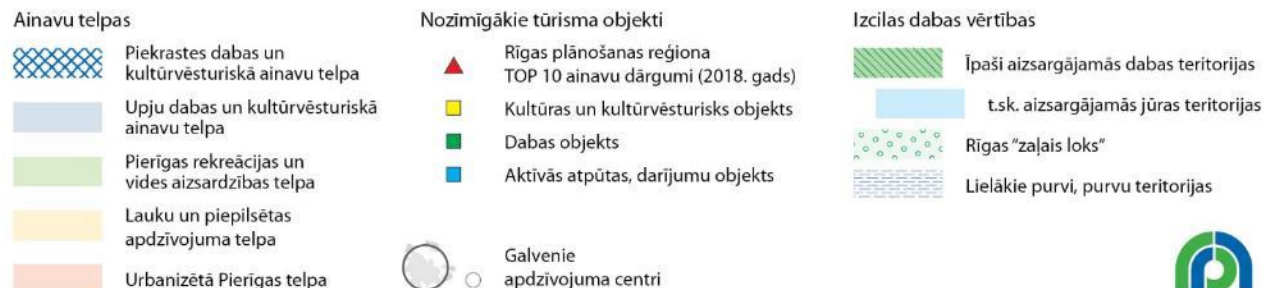 Ainavu telpas
Piekrastes dabas un
kultūrvēsturiskā ainavu telpa
Upju dabas un kultūrvēsturiskā
ainavu telpa
Pierīgas rekreācijas un
vides aizsardzības telpa
Lauku un piepilsētas
apdzīvojuma telpa
Urbanizētā Pierīgas telpa
Nozīmīgākie tūrisma objekti
Rīgas plānošanas reģiona
TOP 10 ainavu dārgumi (2018. gads)
Kultūras un kultūrvēsturisks objekts
Dabas objekts
Aktīvās atpūtas, darījumu objekts
Galvenie
apdzīvojuma centri
Izcilas dabas vērtības
Īpaši aizsargājamās dabas teritorijas
t.sk. aizsargājamās jūras teritorijas
Rīgas "zaļais loks"
Lielākie purvi, purvu teritorijas